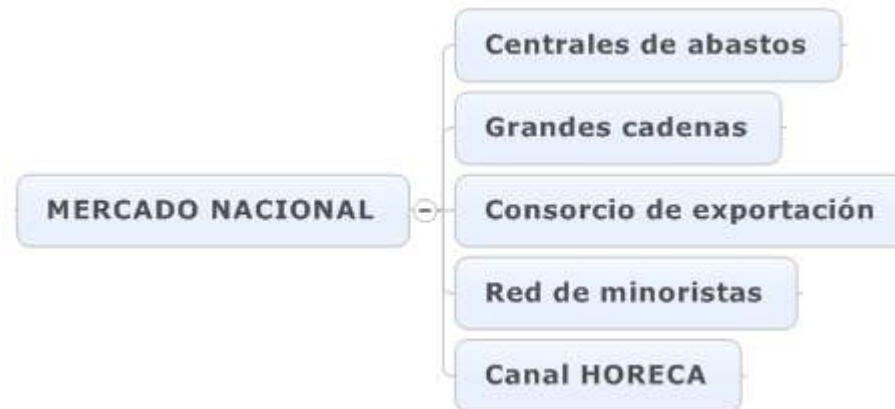 Centrales de abastos
Grandes cadenas
MERCADO NACIONAL
Consorcio de exportación
Red de minoristas
Canal HORECA